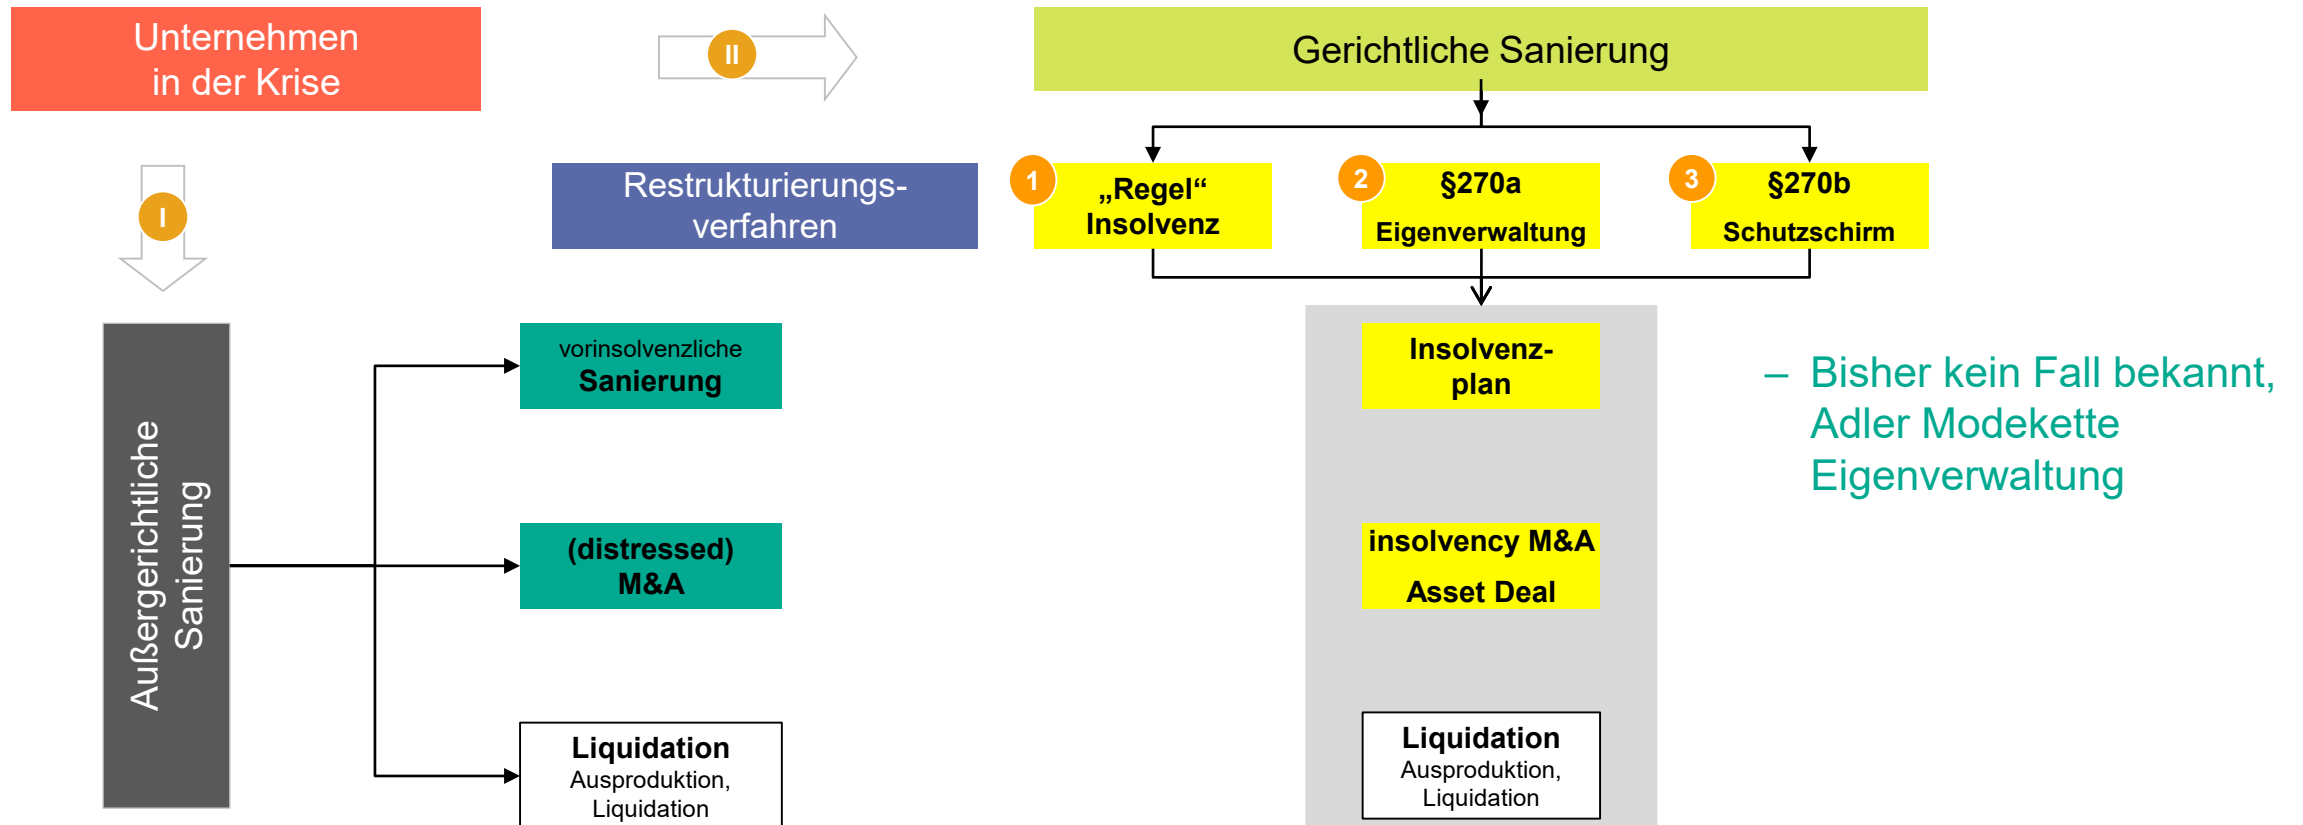 Unternehmen
in der Krise
II
Gerichtliche Sanierung
I
Restrukturierungs-
verfahren
1
„Regel“
Insolvenz
2
§270a
Eigenverwaltung
3
§270b
Schutzschirm
Außergerichtliche
Sanierung
vorinsolvenzliche
Sanierung
(distressed)
M&A
Liquidation
Ausproduktion,
Liquidation
Insolvenz-
plan
insolvency M&A
Asset Deal
Liquidation
Ausproduktion,
Liquidation
– Bisher kein Fall bekannt,
Adler Modekette
Eigenverwaltung